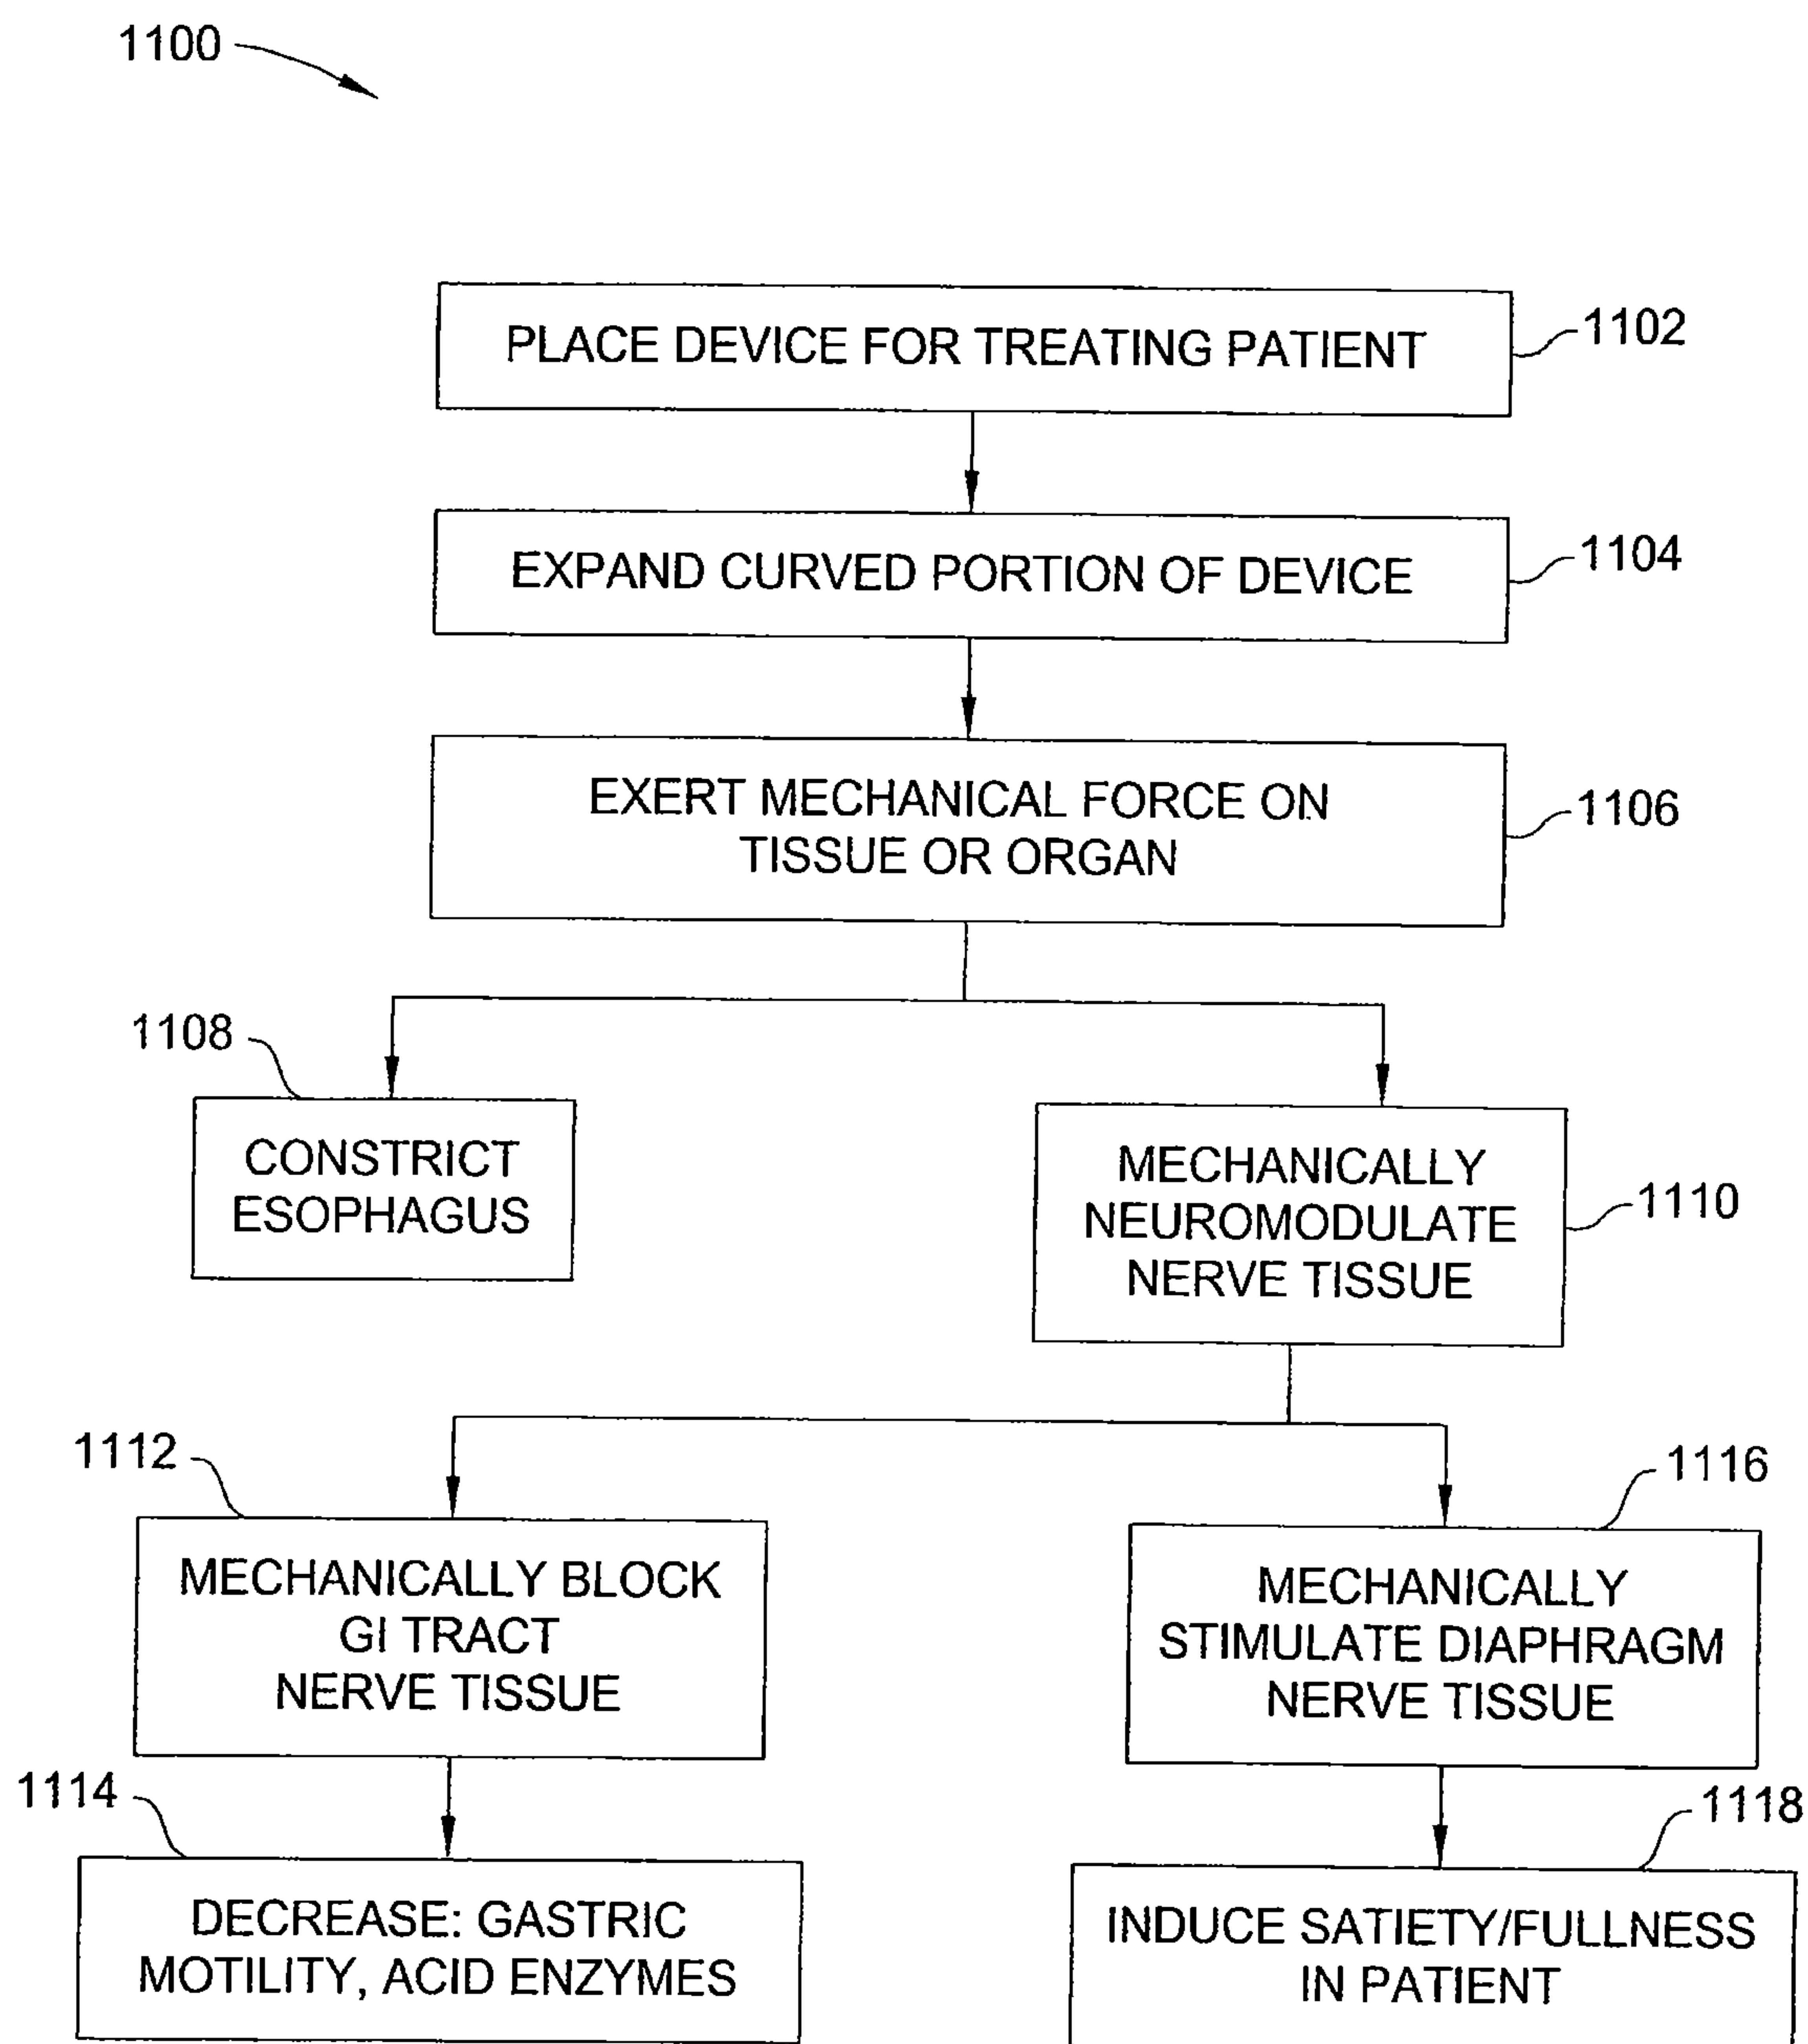 1100
PLACE DEVICE FOR TREATING PATIENT
1102
EXPAND CURVED PORTION OF DEVICE
1104
EXERT MECHANICAL FORCE ON
TISSUE OR ORGAN
1106
1108
CONSTRICT
ESOPHAGUS
MECHANICALLY
NEUROMODULATE
NERVE TISSUE
1110
1112
MECHANICALLY BLOCK
GI TRACT
NERVE TISSUE
1116
MECHANICALLY
STIMULATE DIAPHRAGM
NERVE TISSUE
1114
DECREASE: GASTRIC
MOTILITY, ACID ENZYMES
1118
INDUCE SATIETY/FULLNESS
IN PATIENT